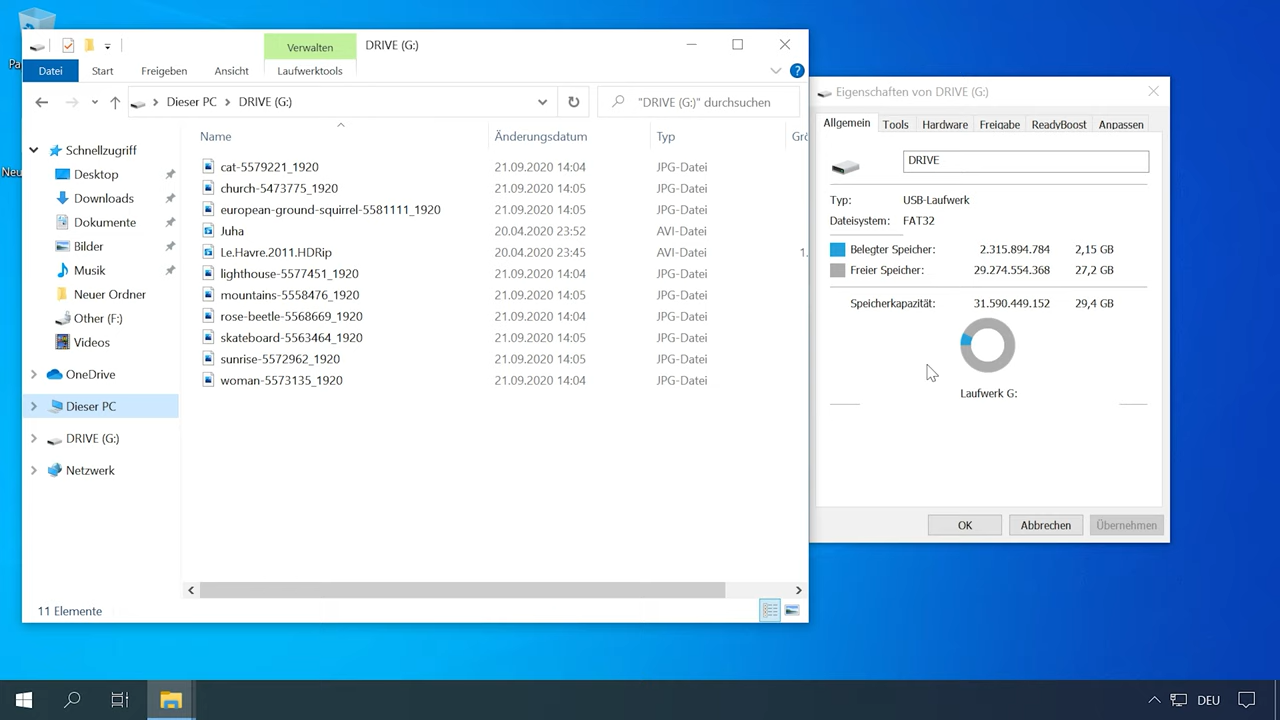 Verwalten
DRIVE (G:)
Datei Start Freigeben Ansicht Laufwerktools
Dieser PC DRIVE (G:)
"DRIVE (G:)" durchsuchen
Schnellzugriff
Desktop
Downloads
Dokumente
Bilder
Musik
Neuer Ordner
Other (F:)
Videos
OneDrive
Dieser PC
DRIVE (G:)
Netzwerk
Name Änderungsdatum Typ
cat-5579221_1920 21.09.2020 14:04 JPG-Datei
church-5473775_1920 21.09.2020 14:05 JPG-Datei
european-ground-squirrel-5581111_1920 21.09.2020 14:05 JPG-Datei
Juha 20.04.2020 23:52 AVI-Datei
Le.Havre.2011.HDRip 20.04.2020 23:45 AVI-Datei 1.
lighthouse-5577451_1920 21.09.2020 14:04 JPG-Datei
mountains-5558476_1920 21.09.2020 14:05 JPG-Datei
rose-beetle-5568669_1920 21.09.2020 14:04 JPG-Datei
skateboard-5563464_1920 21.09.2020 14:05 JPG-Datei
sunrise-5572962_1920 21.09.2020 14:05 JPG-Datei
woman-5573135_1920 21.09.2020 14:04 JPG-Datei
11 Elemente
Eigenschaften von DRIVE (G:)
Allgemein Tools Hardware Freigabe ReadyBoost Anpassen
DRIVE
Typ: USB-Laufwerk
Dateisystem: FAT32
Belegter Speicher: 2.315.894.784 2,15 GB
Freier Speicher: 29.274.554.368 27,2 GB
Speicherkapazität: 31.590.449.152 29,4 GB
Laufwerk G:
OK Abbrechen Übernehmen
DEU